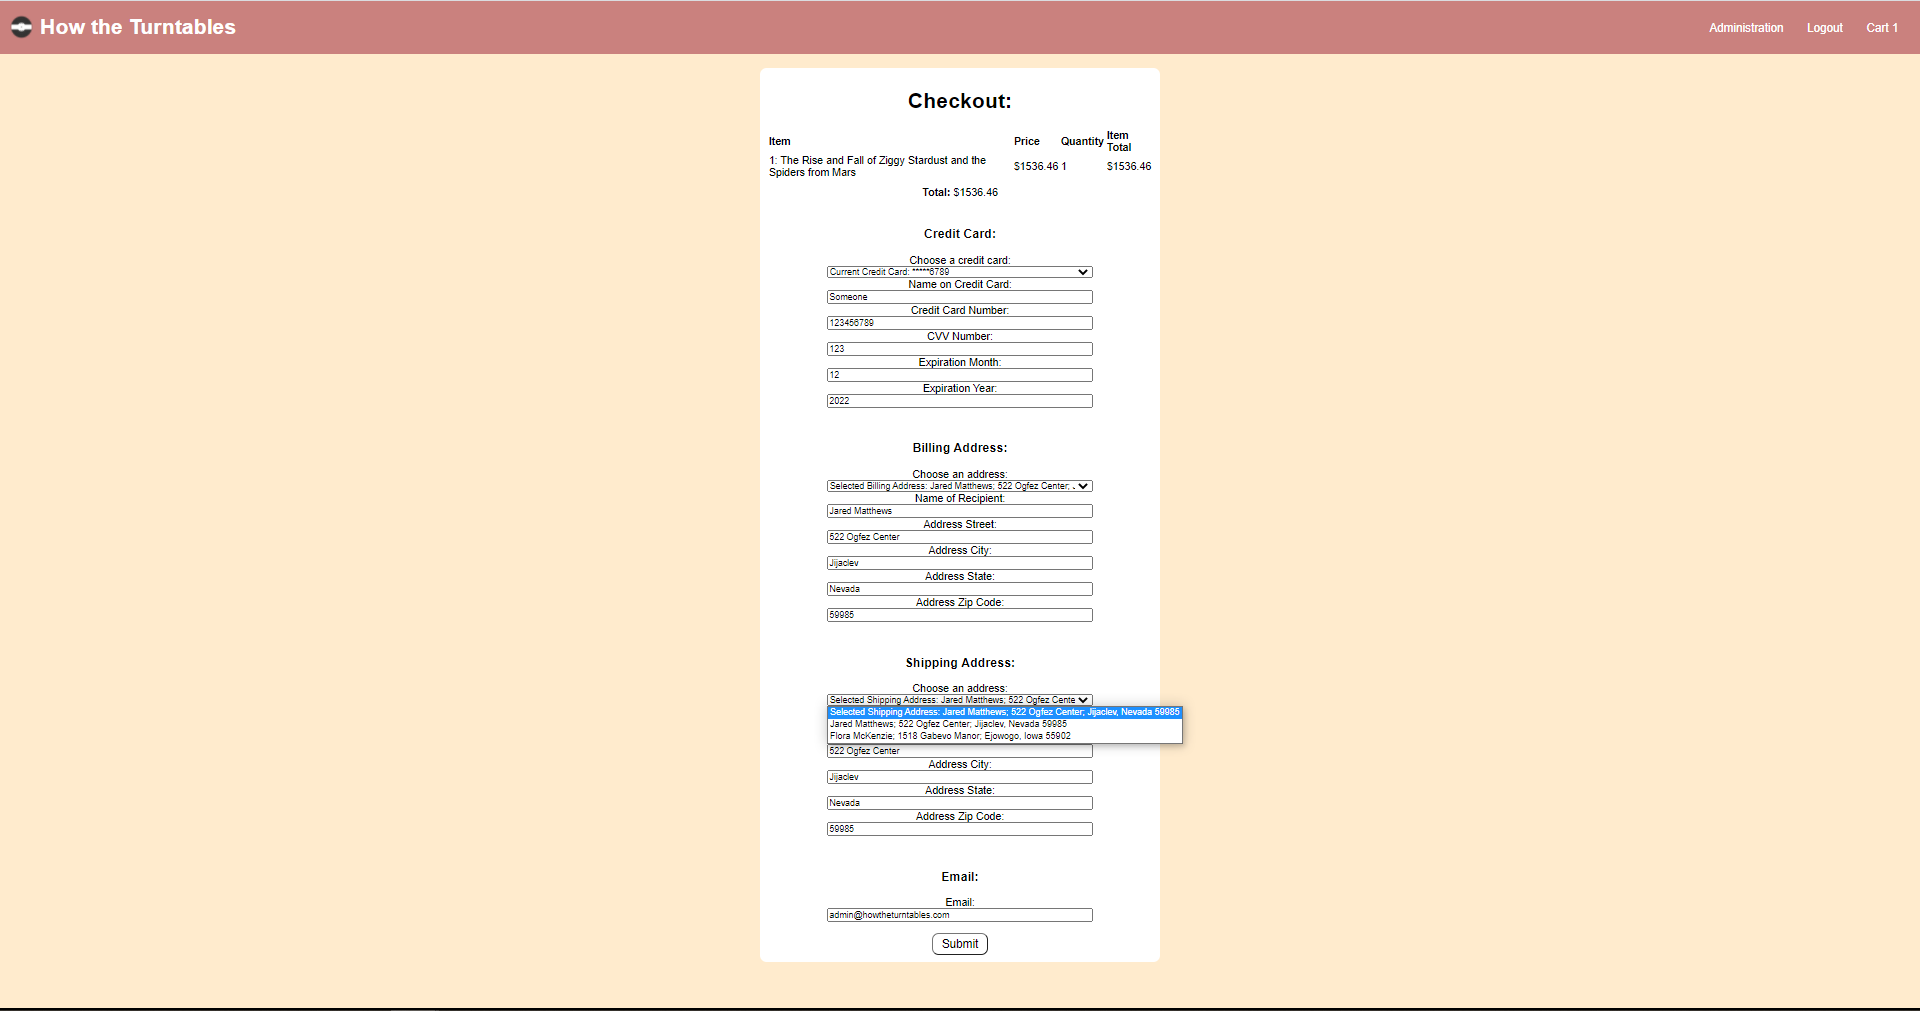 How the Turntables
Administration Logout Cart 1
Checkout:
Item Price Quantity Item Total
1: The Rise and Fall of Ziggy Stardust and the
Spiders from Mars
$1536.46 1 $1536.46
Total: $1536.46
Credit Card:
Choose a credit card:
Current Credit Card: *****6789
Name on Credit Card:
Someone
Credit Card Number:
123456789
CVV Number:
123
Expiration Month:
12
Expiration Year:
2022
Billing Address:
Choose an address:
Selected Billing Address: Jared Matthews; 522 Ogfez Center;
Name of Recipient:
Jared Matthews
Address Street:
522 Ogfez Center
Address City:
Jijaclev
Address State:
Nevada
Address Zip Code:
59985
Shipping Address:
Choose an address:
Selected Shipping Address: Jared Matthews; 522 Ogfez Cente
Selected Shipping Address: Jared Matthews; 522 Ogfez Center; Jijaclev, Nevada 59985
Jared Matthews; 522 Ogfez Center; Jijaclev, Nevada 59985
Flora McKenzie; 1518 Gabevo Manor; Ejowogo, Iowa 55902
522 Ogfez Center
Address City:
Jijaclev
Address State:
Nevada
Address Zip Code:
59985
Email:
Email:
admin@howtheturntables.com
Submit